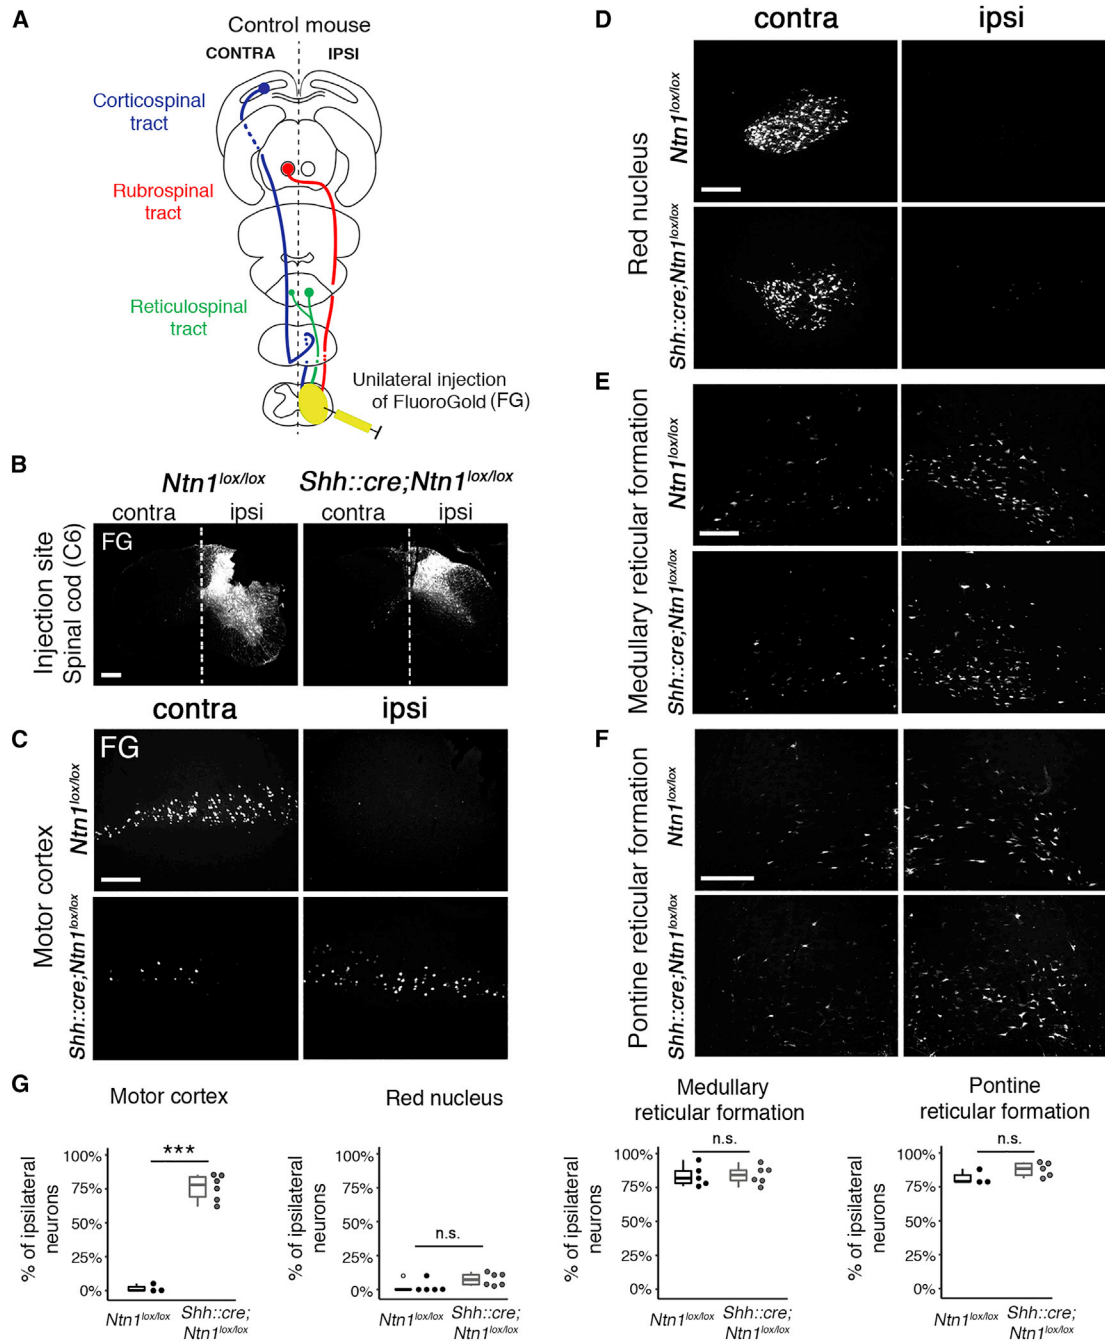 A
Control mouse
CONTRA
IPSI
Corticospinal
tract
Rubrospinal
tract
Reticulospinal
tract
Unilateral injection
of FluoroGold (FG)
B
Ntn1lox/lox
Shh::cre;Ntn1lox/lox
contra
ipsi
contra
ipsi
Injection site
Spinal cod (C6)
FG
contra
ipsi
C
Motor cortex
Ntn1lox/lox
FG
Shh::cre;Ntn1lox/lox
D
contra
ipsi
Red nucleus
Ntn1lox/lox
Shh::cre;Ntn1lox/lox
E
Medullary reticular formation
Ntn1lox/lox
Shh::cre;Ntn1lox/lox
F
Pontine reticular formation
Ntn1lox/lox
Shh::cre;Ntn1lox/lox
G
Motor cortex
% of ipsilateral
neurons
100%
75%
50%
25%
0%
***
Ntn1lox/lox
Shh::cre;
Ntn1lox/lox
Red nucleus
% of ipsilateral
neurons
100%
75%
50%
25%
0%
n.s.
Ntn1lox/lox
Shh::cre;
Ntn1lox/lox
Medullary
reticular formation
% of ipsilateral
neurons
100%
75%
50%
25%
0%
n.s.
Ntn1lox/lox
Shh::cre;
Ntn1lox/lox
Pontine
reticular formation
% of ipsilateral
neurons
100%
75%
50%
25%
0%
n.s.
Ntn1lox/lox
Shh::cre;
Ntn1lox/lox